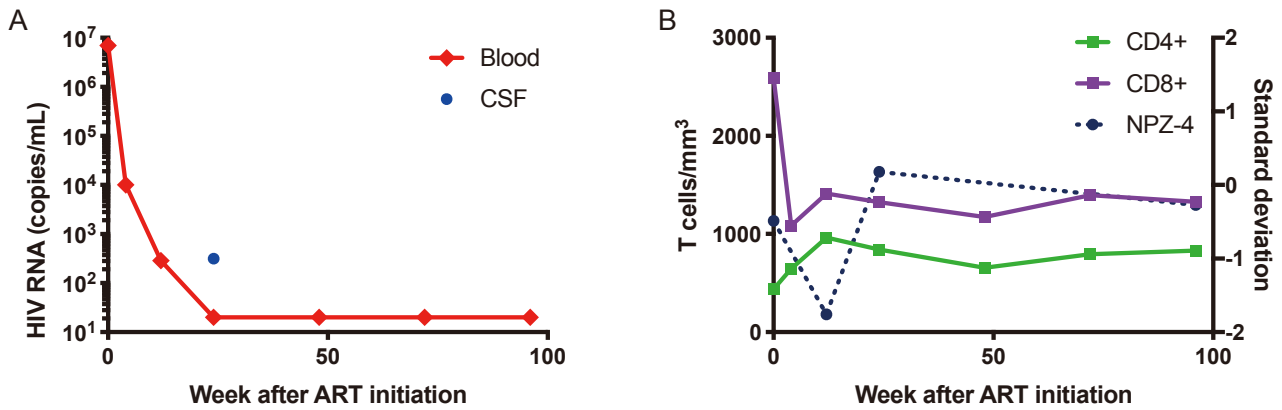 A
HIV RNA (copies/mL)
10⁷
10⁶
10⁵
10⁴
10³
10²
10¹
0
50
100
Week after ART initiation
Blood
CSF
B
T cells/mm³
3000
2000
1000
0
0
50
100
Week after ART initiation
CD4+
CD8+
NPZ-4
2
1
0
-1
-2
Standard deviation